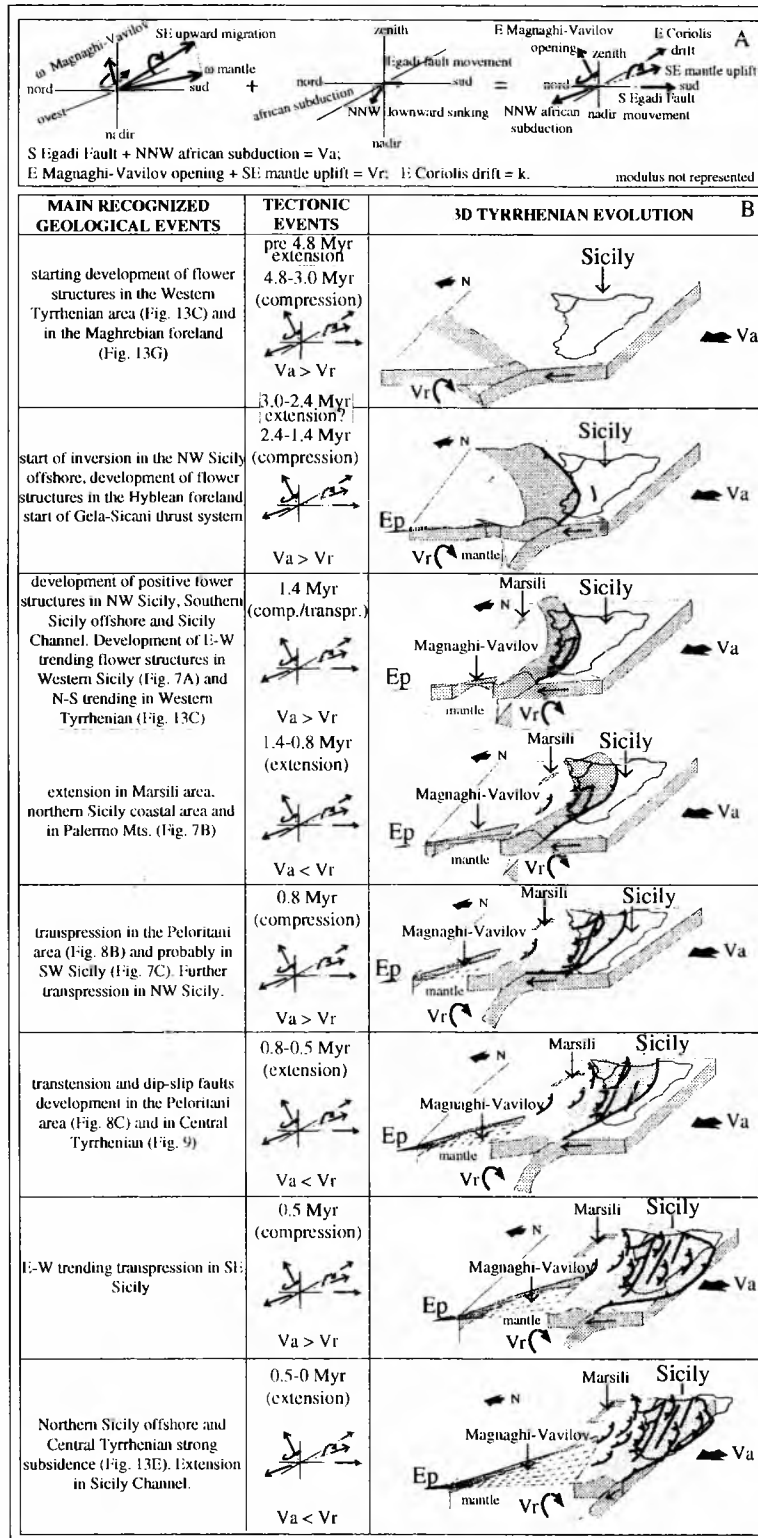 A
ω Magnaghi-Vavilov
SE upward migration
ω mantle
nord
sud
ovest
nadir
+
zenith
Egadi fault movement
nord
sud
african subduction
NNW downward sinking
nadir
=
E Magnaghi-Vavilov
opening
zenith
E Coriolis
drift
SE mantle uplift
nord
sud
NNW african
subduction
nadir
S Egadi Fault
mouvement
S Egadi Fault + NNW african subduction = Va;
E Magnaghi-Vavilov opening + SE mantle uplift = Vr; E Coriolis drift = k.
modulus not represented
MAIN RECOGNIZED
GEOLOGICAL EVENTS
TECTONIC
EVENTS
3D TYRRHENIAN EVOLUTION
B
starting development of flower
structures in the Western
Tyrrhenian area (Fig. 13C) and
in the Maghrebian foreland
(Fig. 13G)
pre 4.8 Myr
extension
4.8-3.0 Myr
(compression)
Va > Vr
N
Sicily
Va
Vr
start of inversion in the NW Sicily
offshore, development of flower
structures in the Hyblean foreland
start of Gela-Sicani thrust system
3.0-2.4 Myr
extension?
2.4-1.4 Myr
(compression)
Va > Vr
N
Sicily
Va
Ep
Vr
mantle
development of positive flower
structures in NW Sicily, Southern
Sicily offshore and Sicily
Channel. Development of E-W
trending flower structures in
Western Sicily (Fig. 7A) and
N-S trending in Western
Tyrrhenian (Fig. 13C)
1.4 Myr
(comp./transpr.)
Va > Vr
N
Marsili
Sicily
Magnaghi-Vavilov
Va
Ep
mantle
Vr
extension in Marsili area,
northern Sicily coastal area and
in Palermo Mts. (Fig. 7B)
1.4-0.8 Myr
(extension)
Va < Vr
N
Marsili
Sicily
Magnaghi-Vavilov
Va
Ep
mantle
Vr
transpression in the Peloritani
area (Fig. 8B) and probably in
SW Sicily (Fig. 7C). Further
transpression in NW Sicily.
0.8 Myr
(compression)
Va > Vr
N
Marsili
Sicily
Magnaghi-Vavilov
Va
Ep
mantle
Vr
transtension and dip-slip faults
development in the Peloritani
area (Fig. 8C) and in Central
Tyrrhenian (Fig. 9)
0.8-0.5 Myr
(extension)
Va < Vr
N
Marsili
Sicily
Magnaghi-Vavilov
Va
Ep
mantle
Vr
E-W trending transpression in SE
Sicily
0.5 Myr
(compression)
Va > Vr
N
Marsili
Sicily
Magnaghi-Vavilov
Va
Ep
mantle
Vr
Northern Sicily offshore and
Central Tyrrhenian strong
subsidence (Fig. 13E). Extension
in Sicily Channel.
0.5-0 Myr
(extension)
Va < Vr
N
Marsili
Sicily
Magnaghi-Vavilov
Va
Ep
mantle
Vr